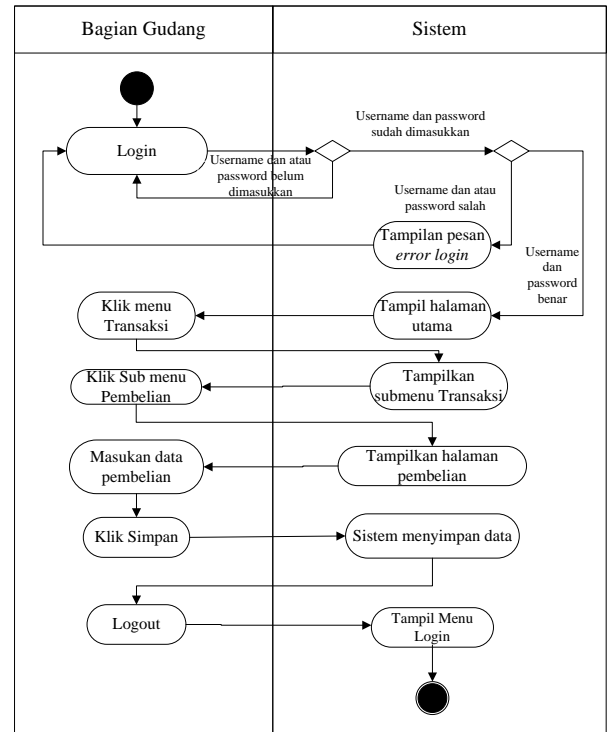 Bagian Gudang
Sistem
Username dan password
sudah dimasukkan
Login
Username dan atau
password belum
dimasukkan
Username dan atau
password salah
Tampilan pesan
error login
Username
dan
password
benar
Klik menu
Transaksi
Tampil halaman
utama
Tampilkan
submenu Transaksi
Klik Sub menu
Pembelian
Tampilkan halaman
pembelian
Masukan data
pembelian
Klik Simpan
Sistem menyimpan data
Logout
Tampil Menu
Login